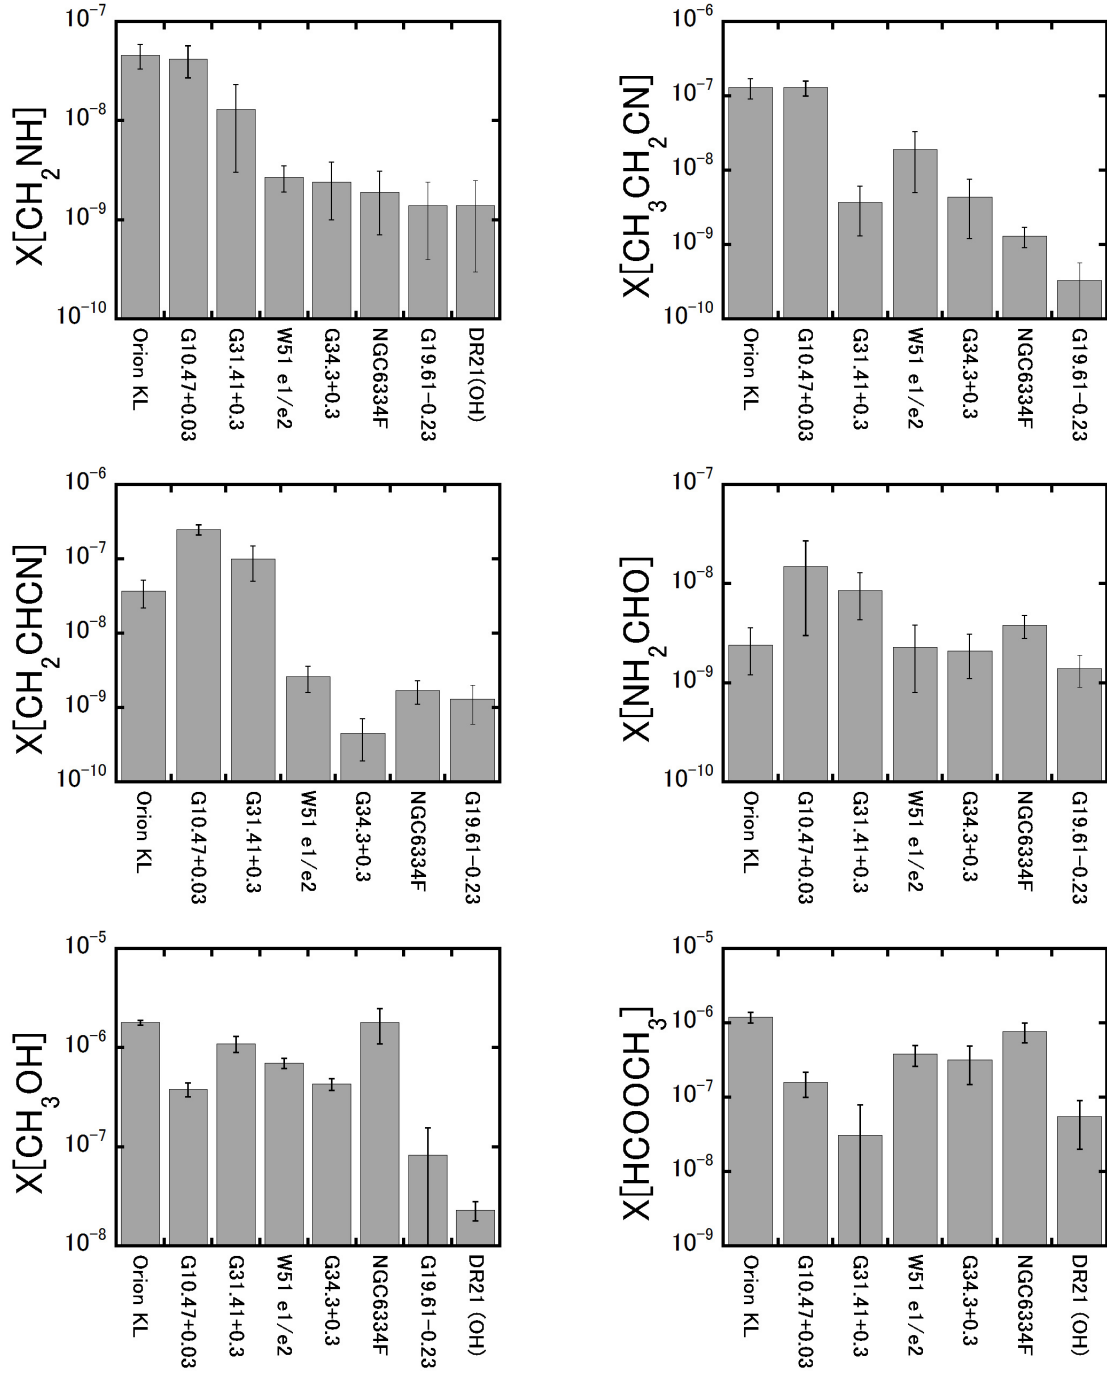 X[CH2NH]
10−7
10−8
10−9
10−10
Orion KL
G10.47+0.03
G31.41+0.3
W51 e1/e2
G34.3+0.3
NGC6334F
G19.61−0.23
DR21(OH)
X[CH3CH2CN]
10−6
10−7
10−8
10−9
10−10
Orion KL
G10.47+0.03
G31.41+0.3
W51 e1/e2
G34.3+0.3
NGC6334F
G19.61−0.23
X[CH2CHCN]
10−6
10−7
10−8
10−9
10−10
Orion KL
G10.47+0.03
G31.41+0.3
W51 e1/e2
G34.3+0.3
NGC6334F
G19.61−0.23
X[NH2CHO]
10−7
10−8
10−9
10−10
Orion KL
G10.47+0.03
G31.41+0.3
W51 e1/e2
G34.3+0.3
NGC6334F
G19.61−0.23
X[CH3OH]
10−5
10−6
10−7
10−8
Orion KL
G10.47+0.03
G31.41+0.3
W51 e1/e2
G34.3+0.3
NGC6334F
G19.61−0.23
DR21 (OH)
X[HCOOCH3]
10−5
10−6
10−7
10−8
10−9
Orion KL
G10.47+0.03
G31.41+0.3
W51 e1/e2
G34.3+0.3
NGC6334F
DR21 (OH)